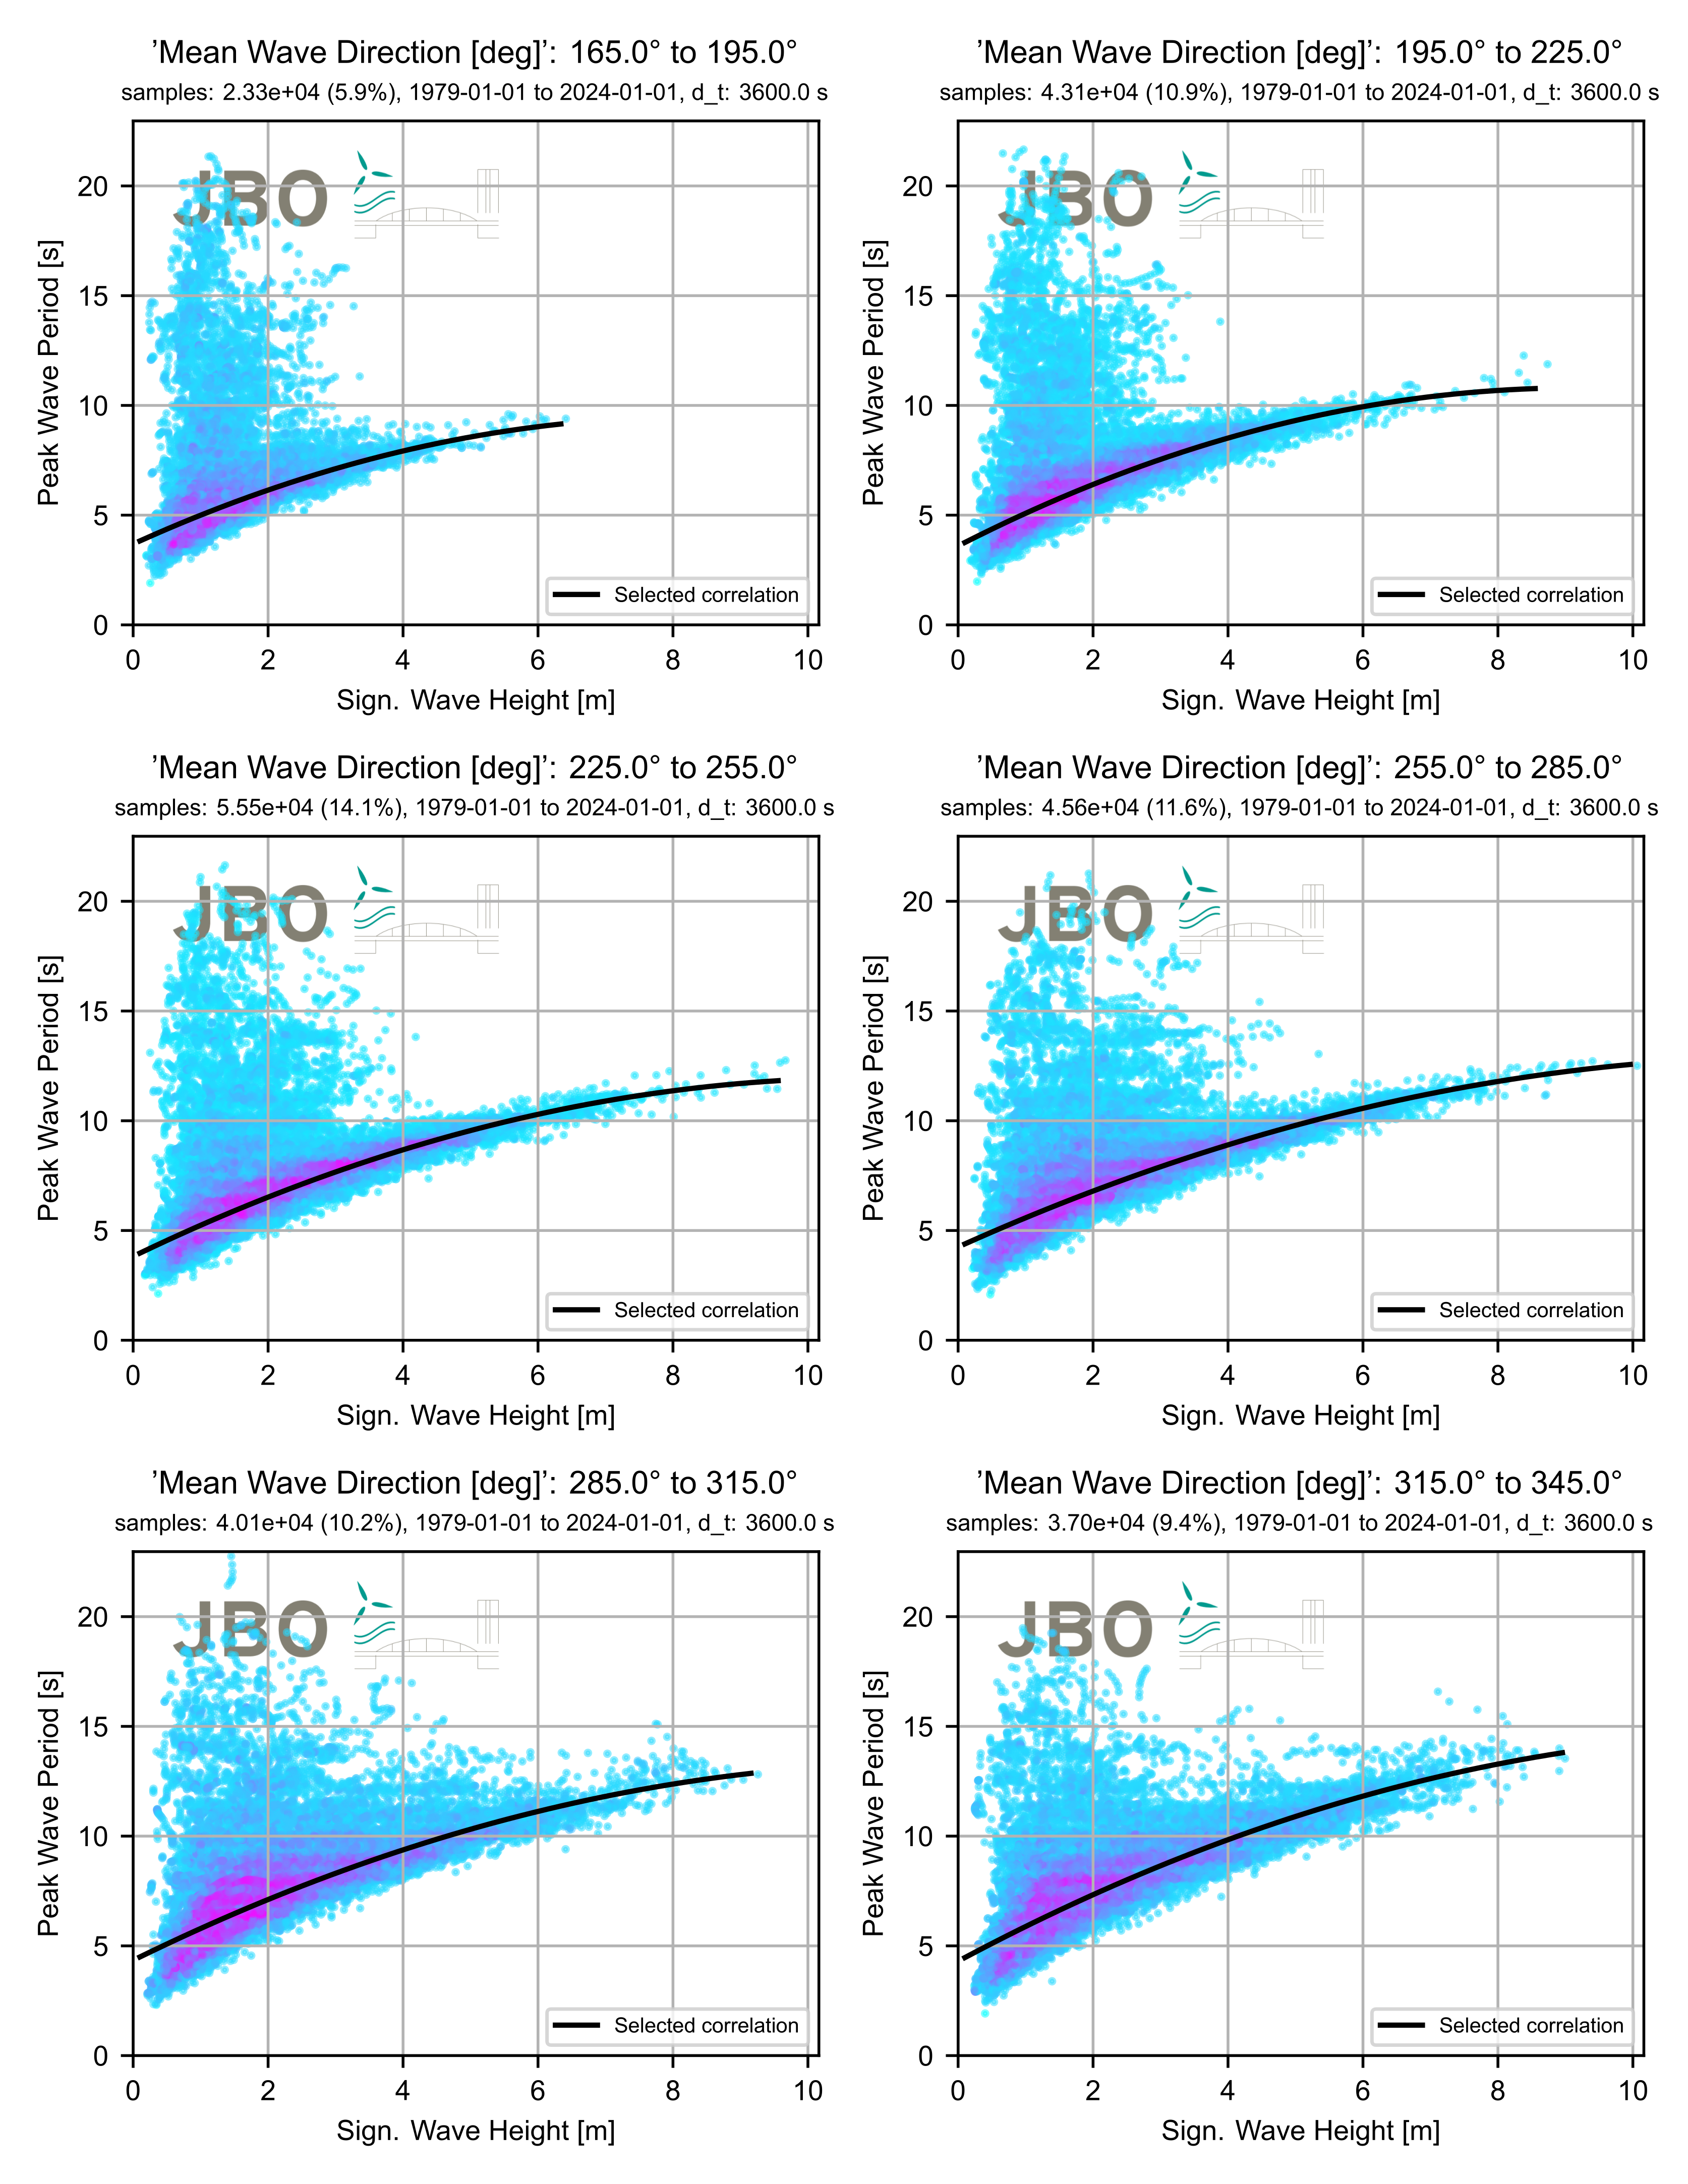 'Mean Wave Direction [deg]': 165.0° to 195.0°
samples: 2.33e+04 (5.9%), 1979-01-01 to 2024-01-01, d_t: 3600.0 s
JBO
Peak Wave Period [s]
20
15
10
5
0
Selected correlation
0 2 4 6 8 10
Sign. Wave Height [m]
'Mean Wave Direction [deg]': 195.0° to 225.0°
samples: 4.31e+04 (10.9%), 1979-01-01 to 2024-01-01, d_t: 3600.0 s
JBO
Peak Wave Period [s]
20
15
10
5
0
Selected correlation
0 2 4 6 8 10
Sign. Wave Height [m]
'Mean Wave Direction [deg]': 225.0° to 255.0°
samples: 5.55e+04 (14.1%), 1979-01-01 to 2024-01-01, d_t: 3600.0 s
JBO
Peak Wave Period [s]
20
15
10
5
0
Selected correlation
0 2 4 6 8 10
Sign. Wave Height [m]
'Mean Wave Direction [deg]': 255.0° to 285.0°
samples: 4.56e+04 (11.6%), 1979-01-01 to 2024-01-01, d_t: 3600.0 s
JBO
Peak Wave Period [s]
20
15
10
5
0
Selected correlation
0 2 4 6 8 10
Sign. Wave Height [m]
'Mean Wave Direction [deg]': 285.0° to 315.0°
samples: 4.01e+04 (10.2%), 1979-01-01 to 2024-01-01, d_t: 3600.0 s
JBO
Peak Wave Period [s]
20
15
10
5
0
Selected correlation
0 2 4 6 8 10
Sign. Wave Height [m]
'Mean Wave Direction [deg]': 315.0° to 345.0°
samples: 3.70e+04 (9.4%), 1979-01-01 to 2024-01-01, d_t: 3600.0 s
JBO
Peak Wave Period [s]
20
15
10
5
0
Selected correlation
0 2 4 6 8 10
Sign. Wave Height [m]